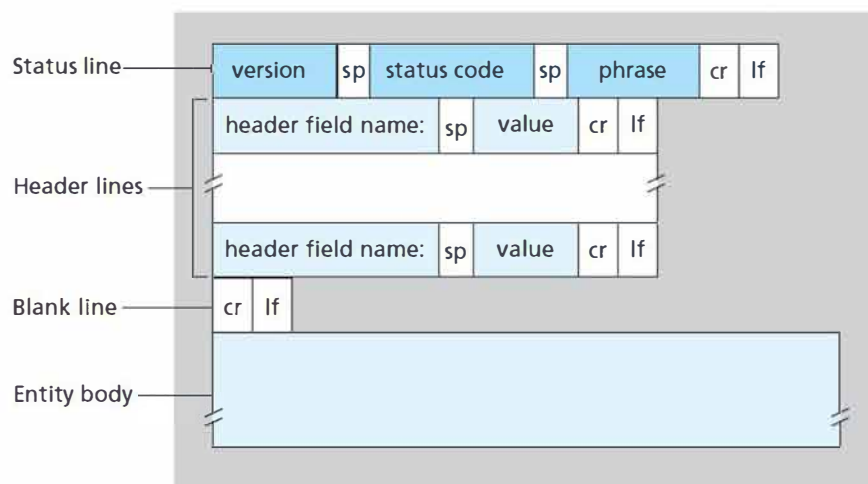 Status line version sp status code sp phrase cr lf
header field name: sp value cr lf
Header lines
header field name: sp value cr lf
Blank line cr lf
Entity body